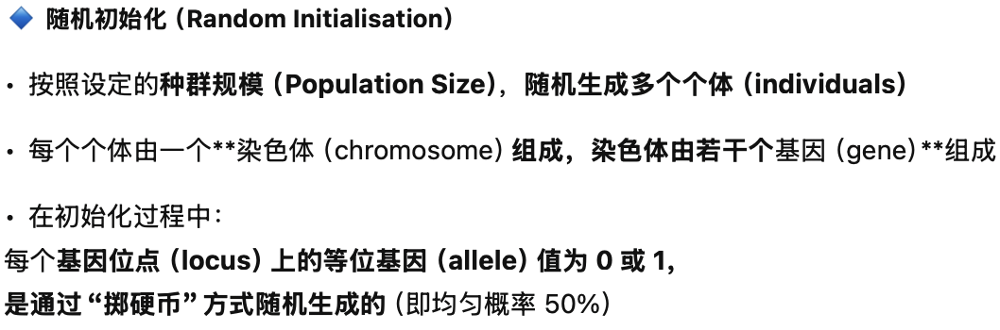 🔷 随机初始化（Random Initialisation）
• 按照设定的种群规模（Population Size），随机生成多个个体（individuals）
• 每个个体由一个**染色体（chromosome）组成，染色体由若干个基因（gene）**组成
• 在初始化过程中：
每个基因位点（locus）上的等位基因（allele）值为 0 或 1，
是通过“掷硬币”方式随机生成的（即均匀概率 50%）